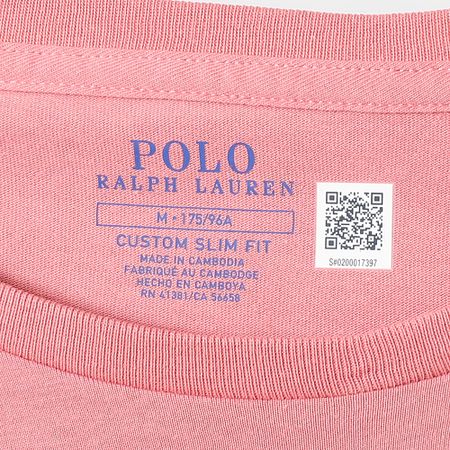 POLO
RALPH LAUREN
M • 175/96A
CUSTOM SLIM FIT
MADE IN CAMBODIA
FABRIQUÉ AU CAMBODGE
HECHO EN CAMBOYA
RN 41381/CA 56658
S#0200017397